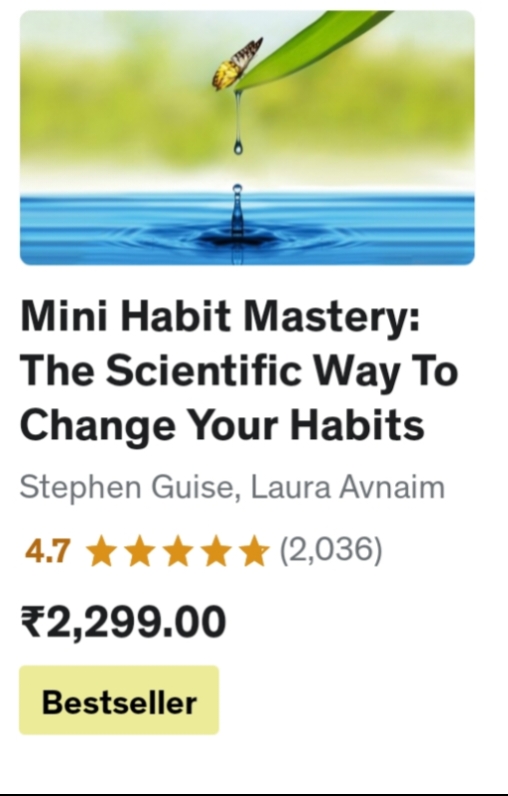 Mini Habit Mastery:
The Scientific Way To
Change Your Habits
Stephen Guise, Laura Avnaim
4.7 (2,036)
₹2,299.00
Bestseller